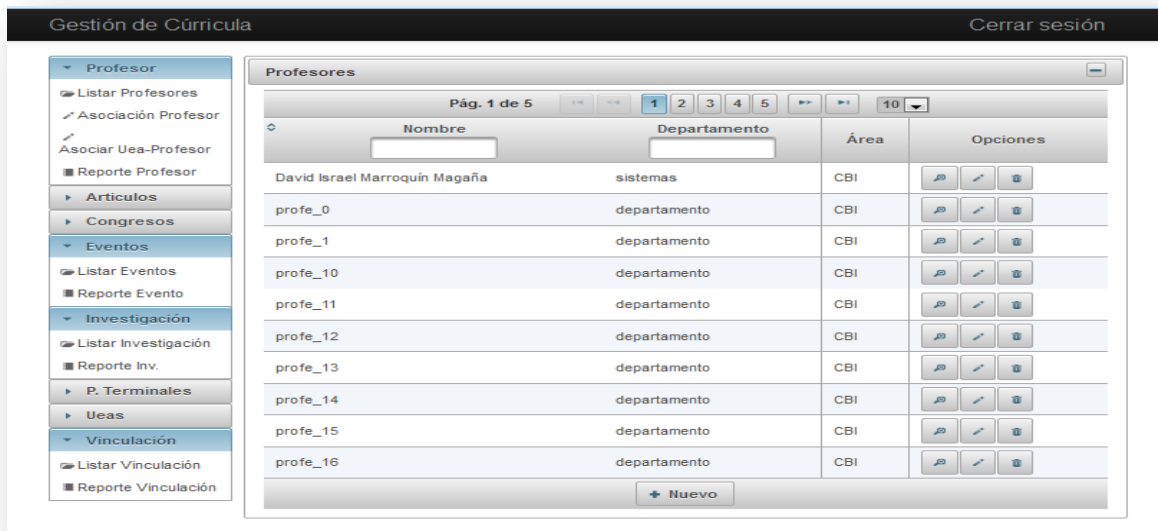 Gestión de Cúrricula Cerrar sesión
Profesor
Listar Profesores
Asociación Profesor
Asociar Uea-Profesor
Reporte Profesor
Articulos
Congresos
Eventos
Listar Eventos
Reporte Evento
Investigación
Listar Investigación
Reporte Inv.
P. Terminales
Ueas
Vinculación
Listar Vinculación
Reporte Vinculación
Profesores
Pág. 1 de 5 1 2 3 4 5 10
Nombre Departamento Área Opciones
David Israel Marroquín Magaña sistemas CBI
profe_0 departamento CBI
profe_1 departamento CBI
profe_10 departamento CBI
profe_11 departamento CBI
profe_12 departamento CBI
profe_13 departamento CBI
profe_14 departamento CBI
profe_15 departamento CBI
profe_16 departamento CBI
+ Nuevo